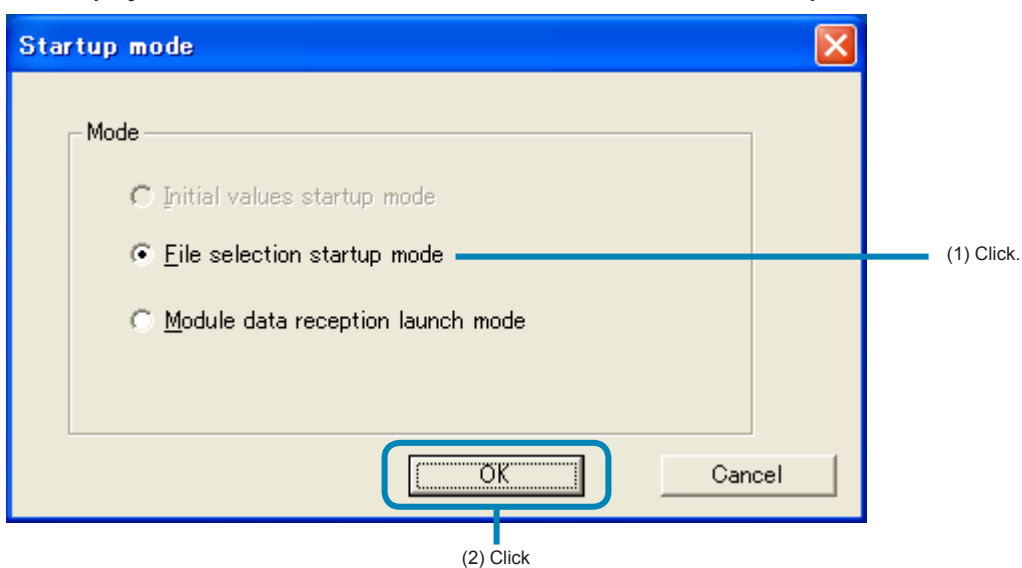 Startup mode
Mode
Initial values startup mode
File selection startup mode
(1) Click.
Module data reception launch mode
OK
Cancel
(2) Click